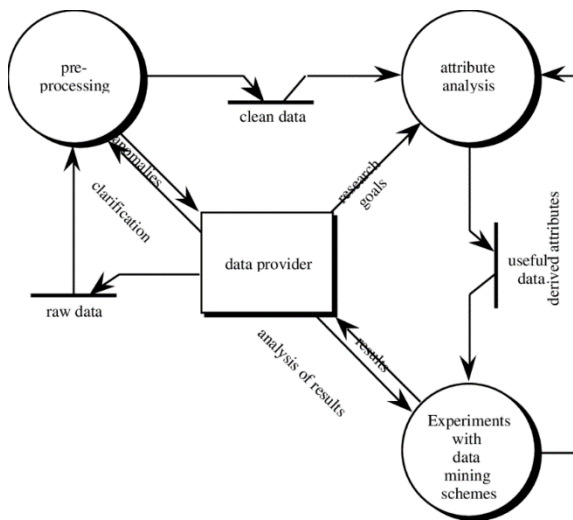 pre-
processing
attribute
analysis
clean data
anomalies
research
goals
clarification
data provider
useful
data.
derived attributes
raw data
analysis of results
results
Experiments
with
data
mining
schemes